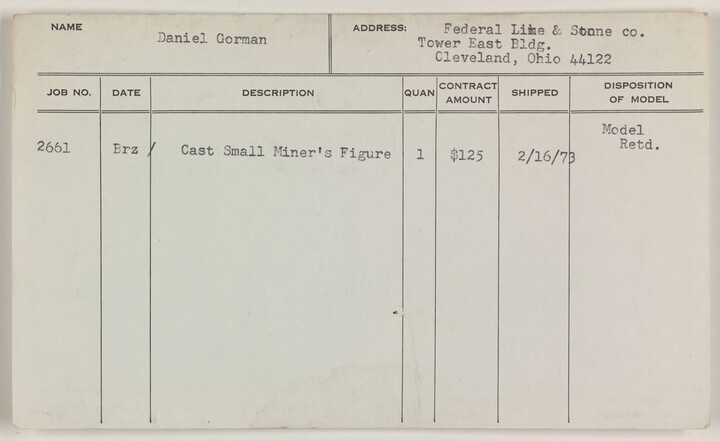 NAME Daniel Gorman ADDRESS: Federal Lime & Stone co.
Tower East Bldg.
Cleveland, Ohio 44122
JOB NO. DATE DESCRIPTION QUAN CONTRACT AMOUNT SHIPPED DISPOSITION OF MODEL
2661 Brz / Cast Small Miner's Figure 1 $125 2/16/73 Model
Retd.